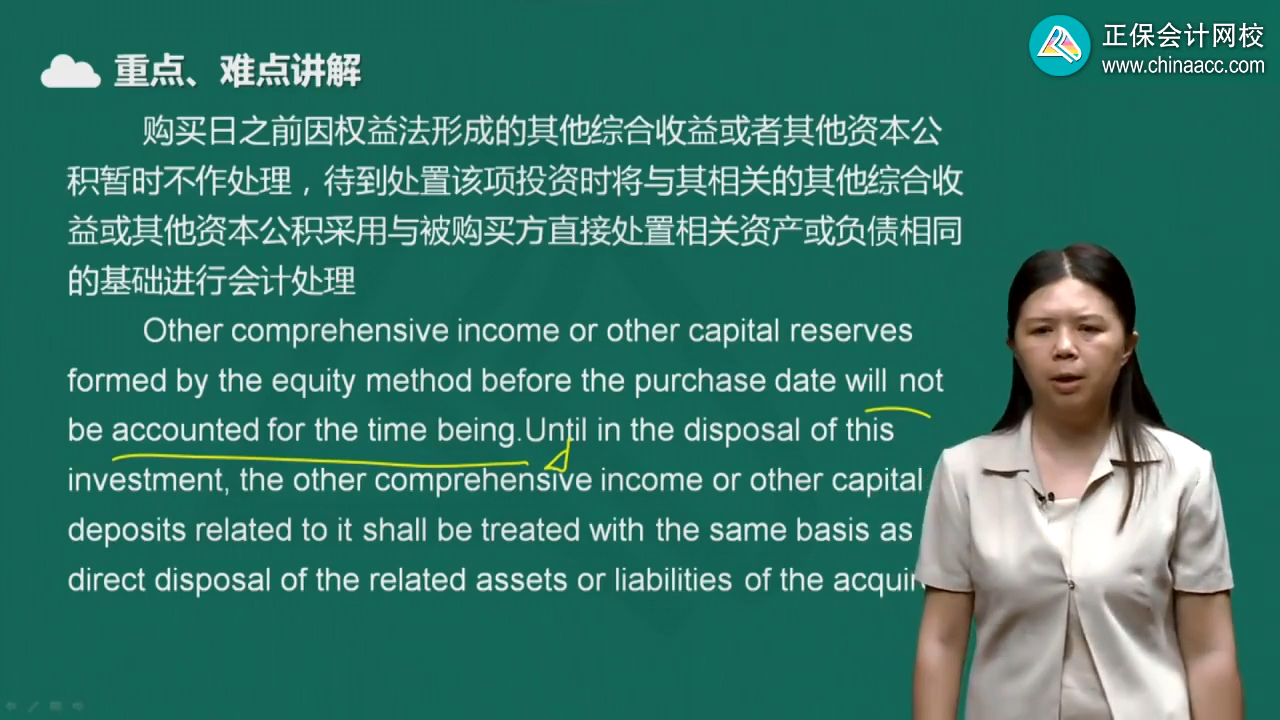 正保会计网校
www.chinaacc.com
重点、难点讲解
购买日之前因权益法形成的其他综合收益或者其他资本公
积暂时不作处理，待到处置该项投资时将与其相关的其他综合收
益或其他资本公积采用与被购买方直接处置相关资产或负债相同
的基础进行会计处理
Other comprehensive income or other capital reserves
formed by the equity method before the purchase date will not
be accounted for the time being.Until in the disposal of this
investment, the other comprehensive income or other capital
deposits related to it shall be treated with the same basis as
direct disposal of the related assets or liabilities of the